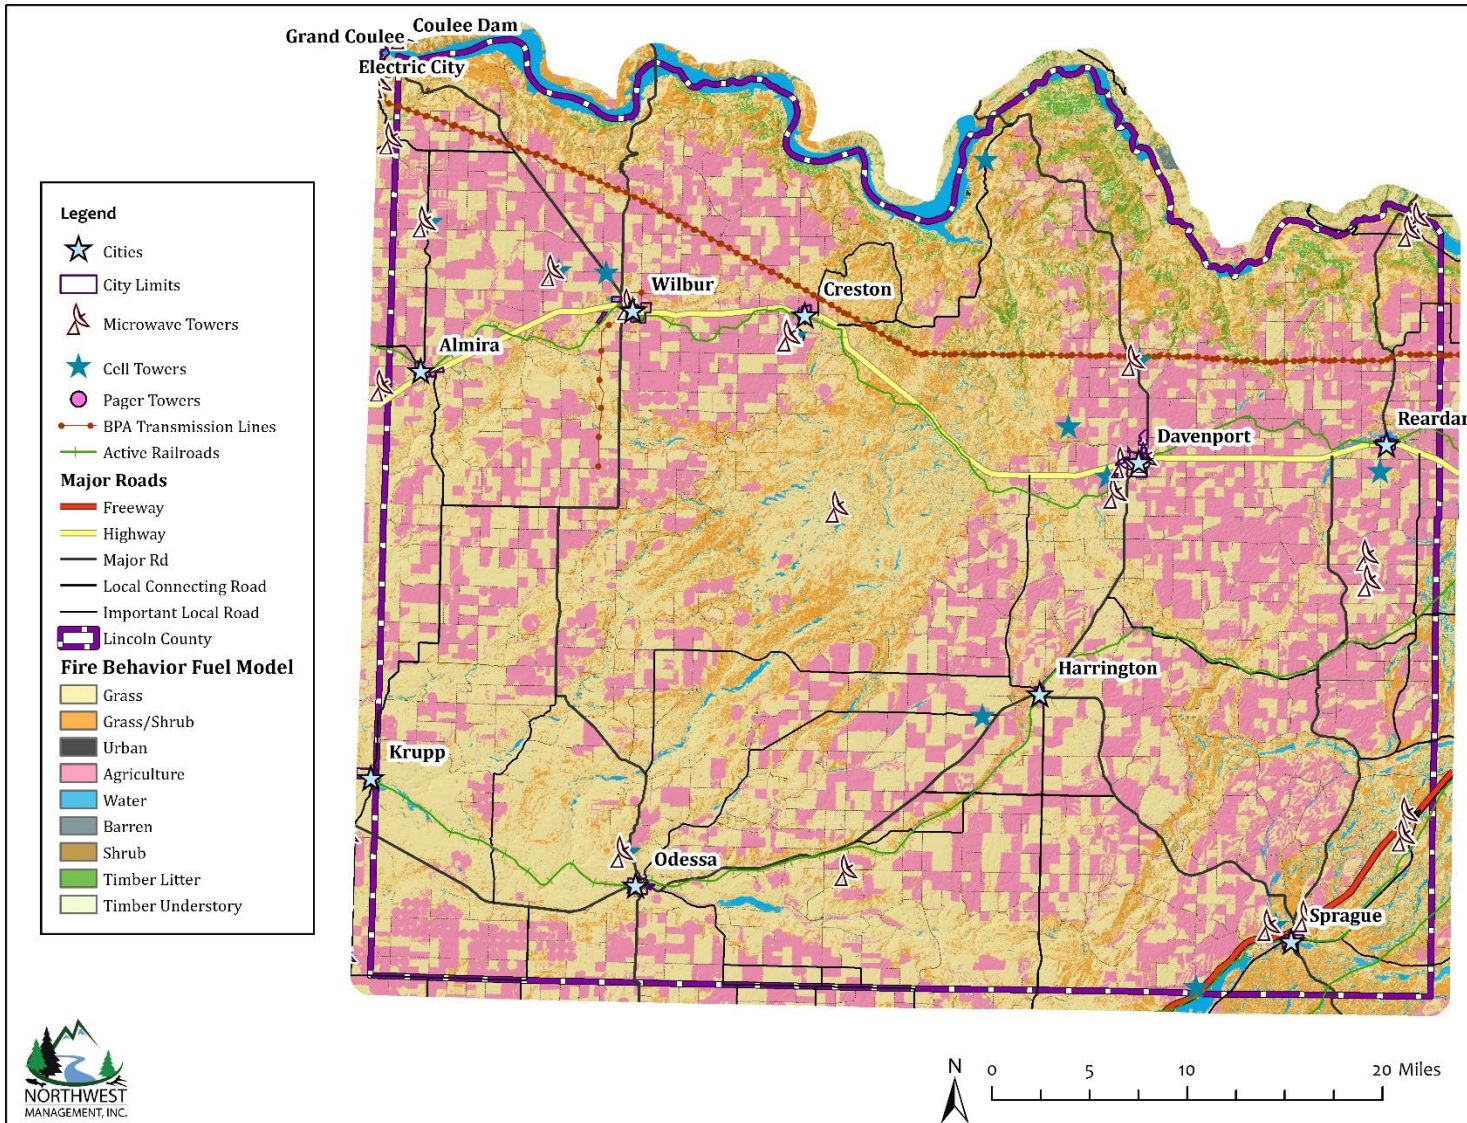 Coulee Dam
Grand Coulee
Electric City
Wilbur
Creston
Almira
Davenport
Reardan
Harrington
Krupp
Odessa
Sprague
Legend
Cities
City Limits
Microwave Towers
Cell Towers
Pager Towers
BPA Transmission Lines
Active Railroads
Major Roads
Freeway
Highway
Major Rd
Local Connecting Road
Important Local Road
Lincoln County
Fire Behavior Fuel Model
Grass
Grass/Shrub
Urban
Agriculture
Water
Barren
Shrub
Timber Litter
Timber Understory
NORTHWEST
MANAGEMENT, INC.
N
0 5 10 20 Miles